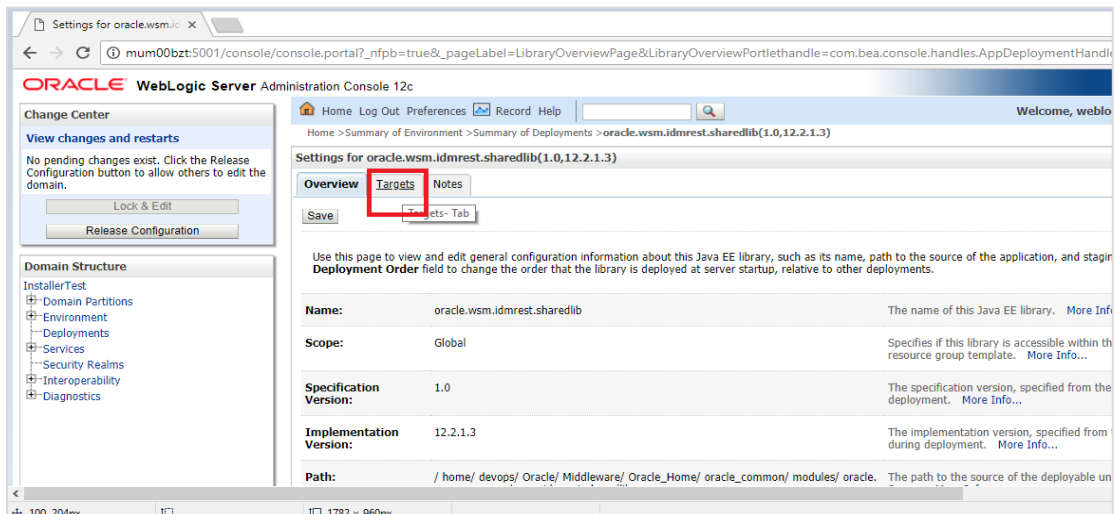 Settings for oracle.wsm.ic
mum00bzt:5001/console/console.portal?_nfpb=true&_pageLabel=LibraryOverviewPage&LibraryOverviewPortlethandle=com.bea.console.handles.AppDeploymentHandl
ORACLE WebLogic Server Administration Console 12c
Change Center
View changes and restarts
No pending changes exist. Click the Release
Configuration button to allow others to edit the
domain.
Lock & Edit
Release Configuration
Domain Structure
InstallerTest
Domain Partitions
Environment
Deployments
Services
Security Realms
Interoperability
Diagnostics
Home Log Out Preferences Record Help
Welcome, weblo
Home >Summary of Environment >Summary of Deployments >oracle.wsm.idmrest.sharedlib(1.0,12.2.1.3)
Settings for oracle.wsm.idmrest.sharedlib(1.0,12.2.1.3)
Overview Targets Notes
Save
Targets- Tab
Use this page to view and edit general configuration information about this Java EE library, such as its name, path to the source of the application, and stagin
Deployment Order field to change the order that the library is deployed at server startup, relative to other deployments.
Name: oracle.wsm.idmrest.sharedlib The name of this Java EE library. More Info
Scope: Global Specifies if this library is accessible within th
resource group template. More Info...
Specification 1.0 The specification version, specified from the
Version: deployment. More Info...
Implementation 12.2.1.3 The implementation version, specified from
Version: during deployment. More Info...
Path: / home/ devops/ Oracle/ Middleware/ Oracle_Home/ oracle_common/ modules/ oracle. The path to the source of the deployable un
100, 204px 1782 × 960px